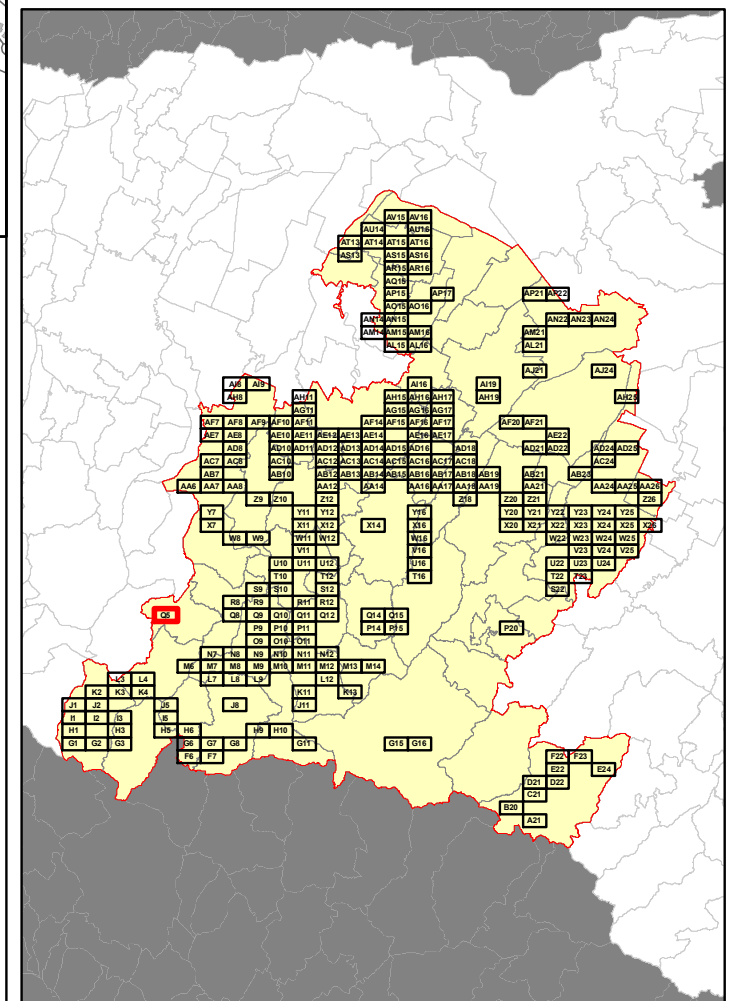 AV15 AV16
AU14 AU16
AT13 AT14 AT15 AT16
AS13 AS15 AS16
AR15 AR16
AQ15
AP15 AP17 AP21 AP22
AO15 AO16
AN14 AN15 AN22 AN23 AN24
AM14 AM15 AM16 AM21
AL15 AL16 AL21
AJ21 AJ24
AI8 AI9 AI16 AI19
AH8 AH11 AH15 AH16 AH17 AH19 AH25
AG11 AG15 AG16 AG17
AF7 AF8 AF9 AF10 AF11 AF14 AF15 AF16 AF17 AF20 AF21
AE7 AE8 AE10 AE11 AE12 AE13 AE14 AE16 AE17 AE22
AD8 AD10 AD11 AD12 AD13 AD14 AD15 AD16 AD18 AD21 AD22 AD24 AD25
AC7 AC8 AC10 AC12 AC13 AC14 AC15 AC16 AC17 AC18 AC24
AB7 AB10 AB12 AB13 AB14 AB15 AB16 AB17 AB18 AB19 AB21 AB23
AA6 AA7 AA8 AA12 AA14 AA16 AA17 AA18 AA19 AA21 AA24 AA25 AA26
Z9 Z10 Z12 Z18 Z20 Z21 Z26
Y7 Y11 Y12 Y16 Y20 Y21 Y22 Y23 Y24 Y25
X7 X11 X12 X14 X16 X20 X21 X22 X23 X24 X25 X26
W8 W9 W11 W12 W16 W22 W23 W24 W25
V11 V16 V23 V24 V25
U10 U11 U12 U16 U22 U23 U24
T10 T12 T16 T22 T23
S9 S10 S12 S22
R8 R9 R11 R12
Q5 Q8 Q9 Q10 Q11 Q12 Q14 Q15
P9 P10 P11 P14 P15 P20
O9 O10 O11
N7 N8 N9 N10 N11 N12
M6 M7 M8 M9 M10 M11 M12 M13 M14
L3 L4 L7 L8 L9 L12
K2 K3 K4 K11 K13
J1 J2 J5 J8 J11
I1 I2 I3 I5
H1 H3 H5 H6 H9 H10
G1 G2 G3 G6 G7 G8 G11 G15 G16
F6 F7 F22 F23
E22 E24
D21 D22
C21
B20
A21